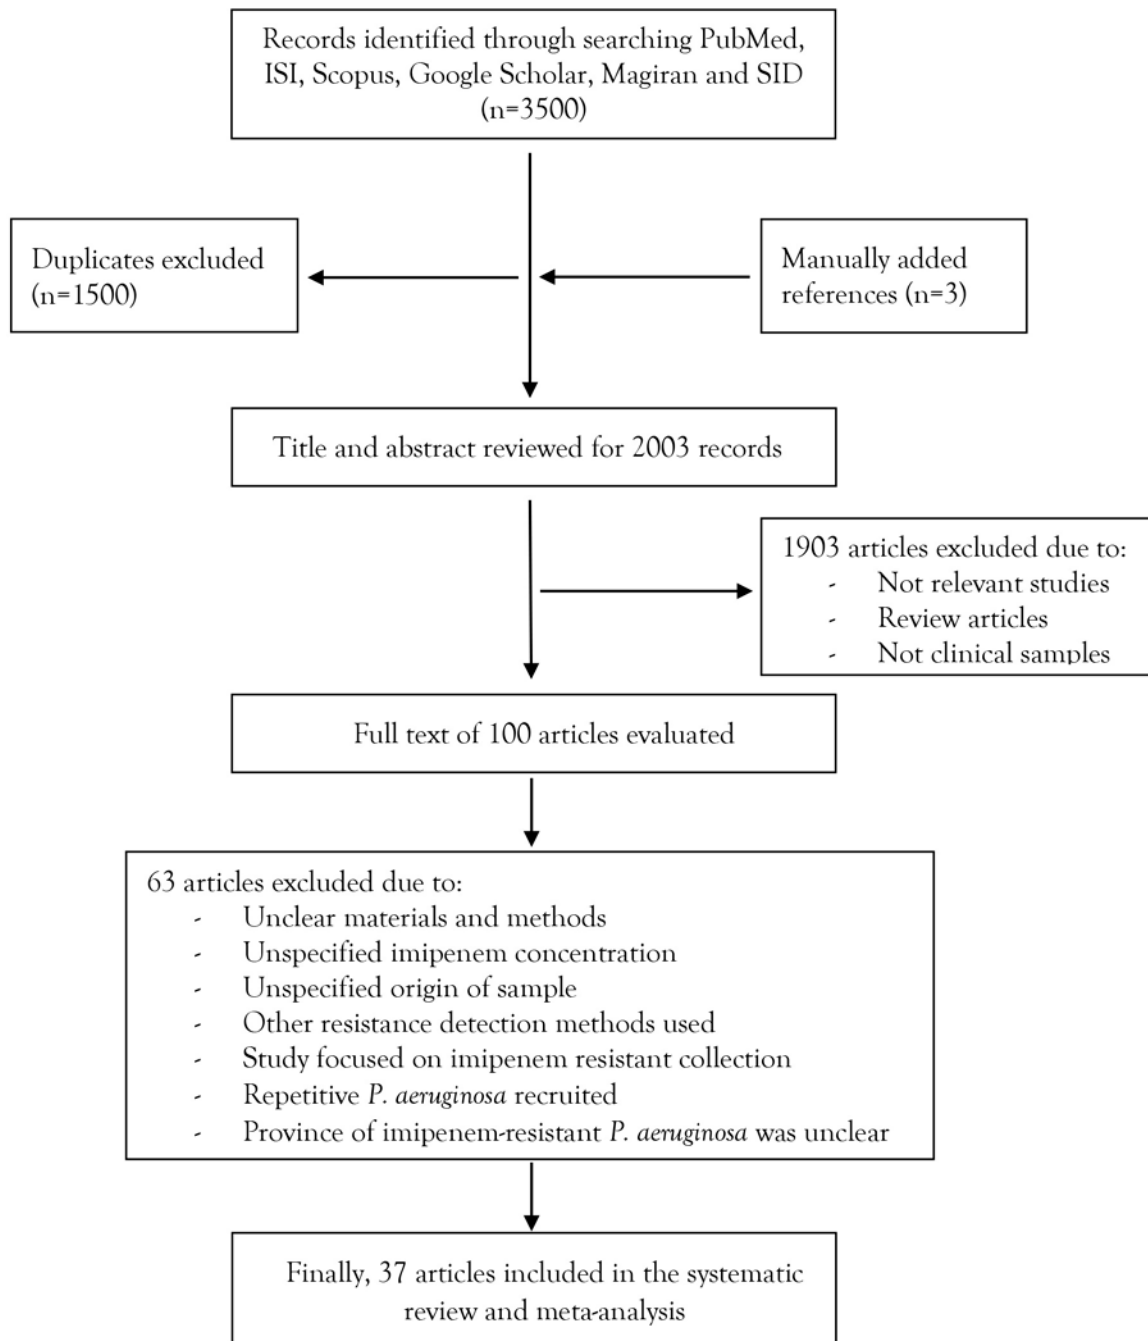 Records identified through searching PubMed,
ISI, Scopus, Google Scholar, Magiran and SID
(n=3500)
Duplicates excluded
(n=1500)
Manually added
references (n=3)
Title and abstract reviewed for 2003 records
1903 articles excluded due to:
- Not relevant studies
- Review articles
- Not clinical samples
Full text of 100 articles evaluated
63 articles excluded due to:
- Unclear materials and methods
- Unspecified imipenem concentration
- Unspecified origin of sample
- Other resistance detection methods used
- Study focused on imipenem resistant collection
- Repetitive P. aeruginosa recruited
- Province of imipenem-resistant P. aeruginosa was unclear
Finally, 37 articles included in the systematic
review and meta-analysis